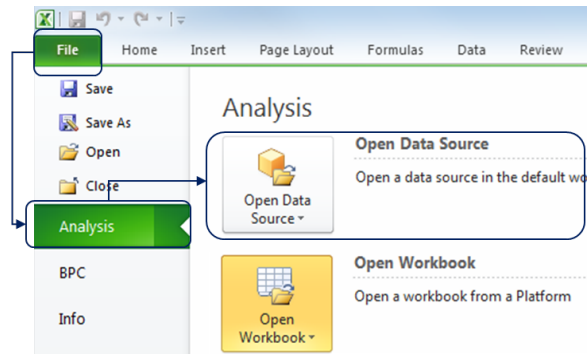 File Home Insert Page Layout Formulas Data Review
Save
Save As
Open
Close
Analysis
BPC
Info
Analysis
Open Data
Source
Open Data Source
Open a data source in the default wo
Open
Workbook
Open Workbook
Open a workbook from a Platform